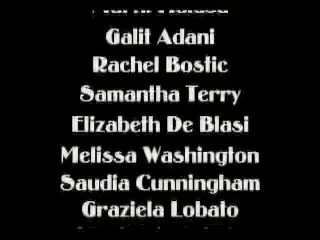 Galit Adani
Rachel Bostic
Samantha Terry
Elizabeth De Blasi
Melissa Washington
Saudia Cunningham
Graziela Lobato